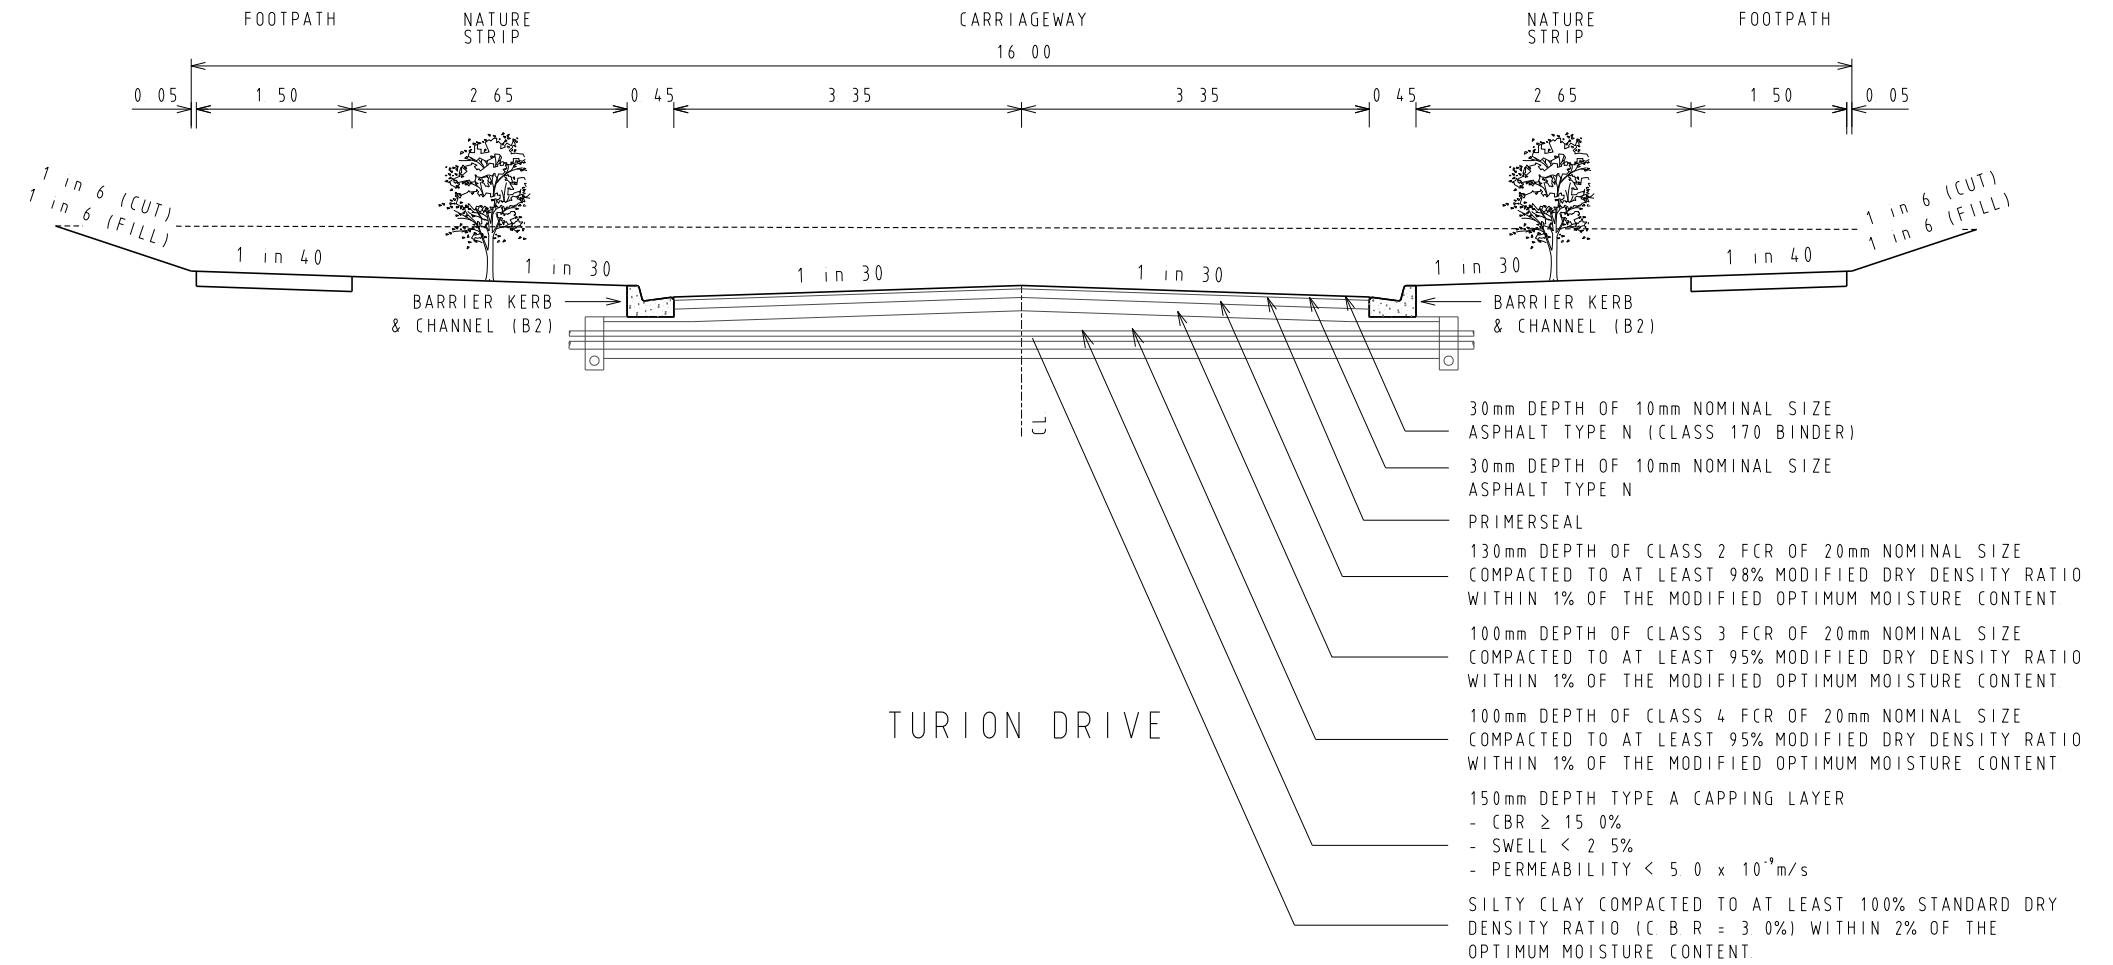 FOOTPATH
NATURE
STRIP
CARRIAGEWAY
NATURE
STRIP
FOOTPATH
16 00
0 05
1 50
2 65
0 45
3 35
3 35
0 45
2 65
1 50
0 05
1 in 6 (CUT)
1 in 6 (FILL)
1 in 40
1 in 30
1 in 30
1 in 30
1 in 30
1 in 40
1 in 6 (CUT)
1 in 6 (FILL)
BARRIER KERB
& CHANNEL (B2)
BARRIER KERB
& CHANNEL (B2)
CL
30mm DEPTH OF 10mm NOMINAL SIZE
ASPHALT TYPE N (CLASS 170 BINDER)
30mm DEPTH OF 10mm NOMINAL SIZE
ASPHALT TYPE N
PRIMERSEAL
130mm DEPTH OF CLASS 2 FCR OF 20mm NOMINAL SIZE
COMPACTED TO AT LEAST 98% MODIFIED DRY DENSITY RATIO
WITHIN 1% OF THE MODIFIED OPTIMUM MOISTURE CONTENT.
100mm DEPTH OF CLASS 3 FCR OF 20mm NOMINAL SIZE
COMPACTED TO AT LEAST 95% MODIFIED DRY DENSITY RATIO
WITHIN 1% OF THE MODIFIED OPTIMUM MOISTURE CONTENT.
100mm DEPTH OF CLASS 4 FCR OF 20mm NOMINAL SIZE
COMPACTED TO AT LEAST 95% MODIFIED DRY DENSITY RATIO
WITHIN 1% OF THE MODIFIED OPTIMUM MOISTURE CONTENT.
150mm DEPTH TYPE A CAPPING LAYER
- CBR ≥ 15 0%
- SWELL < 2 5%
- PERMEABILITY < 5.0 x 10⁻⁹m/s
SILTY CLAY COMPACTED TO AT LEAST 100% STANDARD DRY
DENSITY RATIO (C.B.R = 3.0%) WITHIN 2% OF THE
OPTIMUM MOISTURE CONTENT.
TURION DRIVE